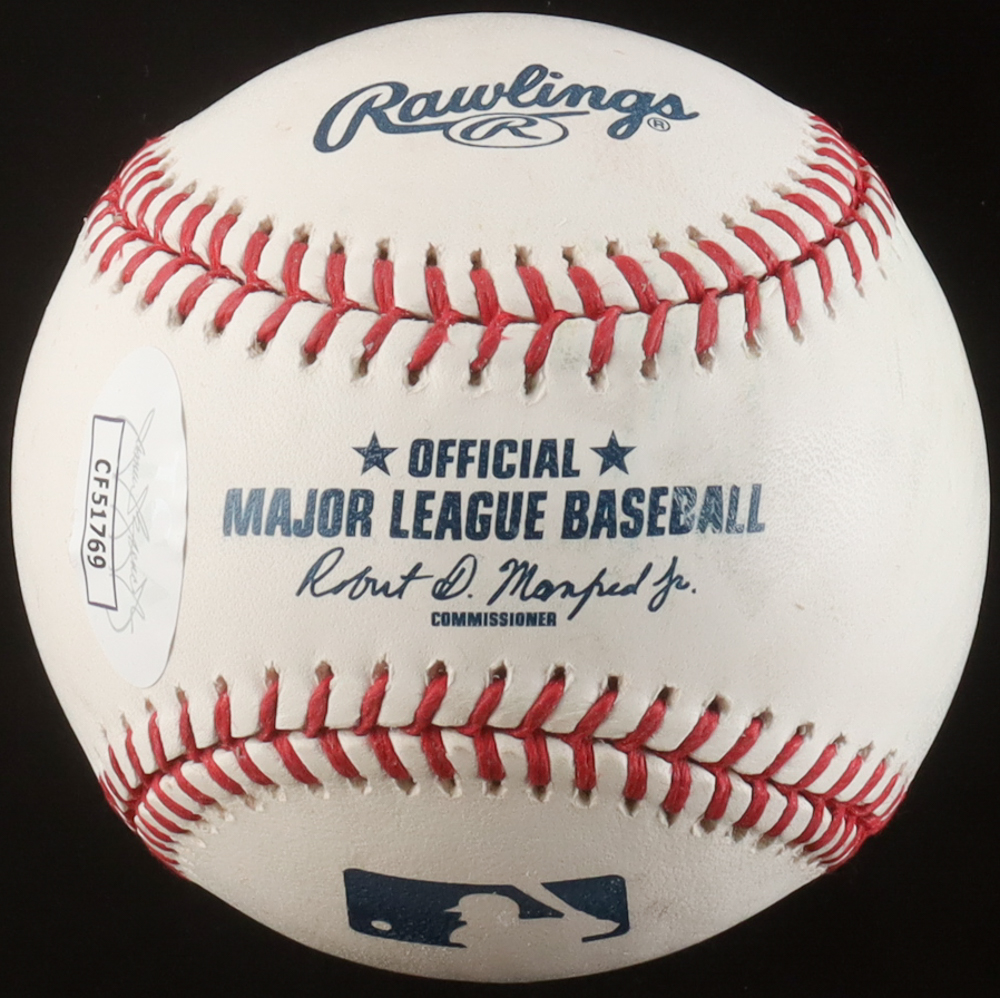 Rawlings®
R
★ OFFICIAL ★
MAJOR LEAGUE BASEBALL
Robert D. Manfred Jr.
COMMISSIONER
CF51769